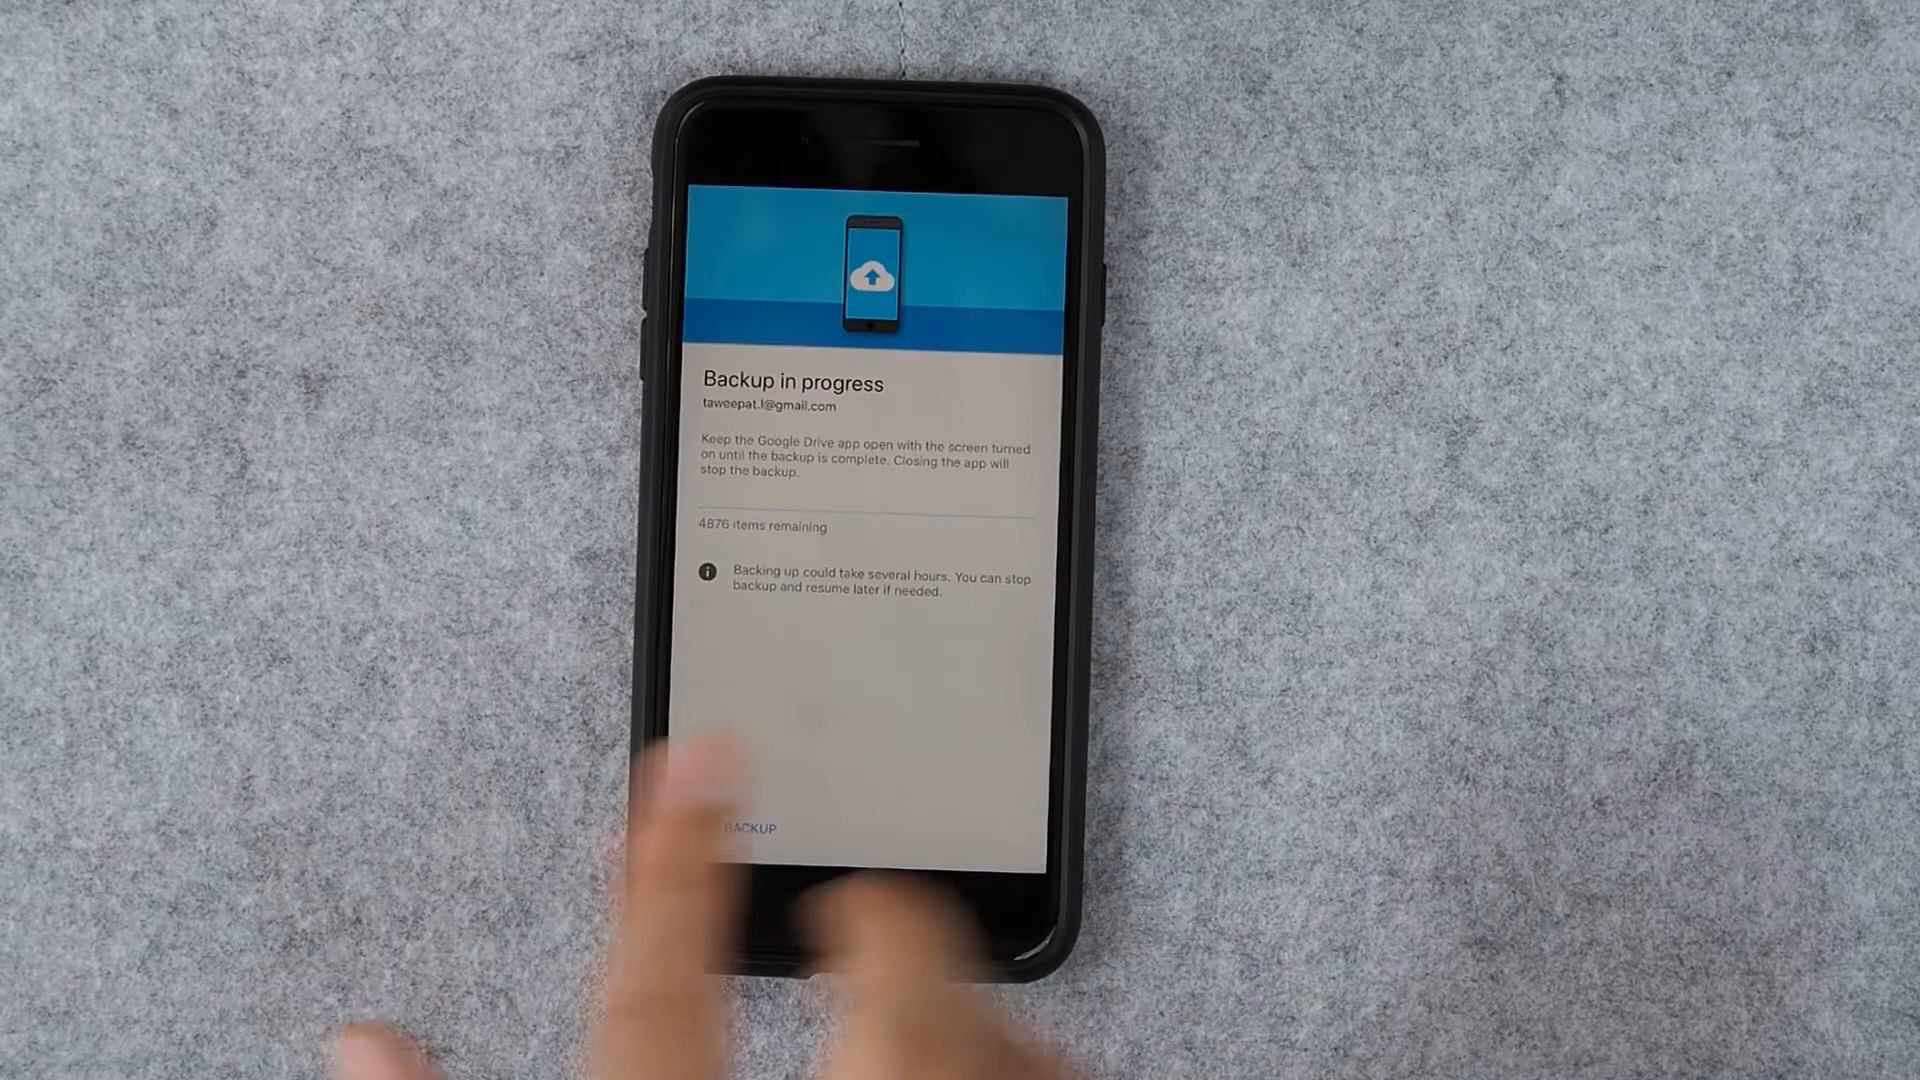 Backup in progress
taweepat.l@gmail.com
Keep the Google Drive app open with the screen turned
on until the backup is complete. Closing the app will
stop the backup.
4876 items remaining
Backing up could take several hours. You can stop
backup and resume later if needed.
BACKUP